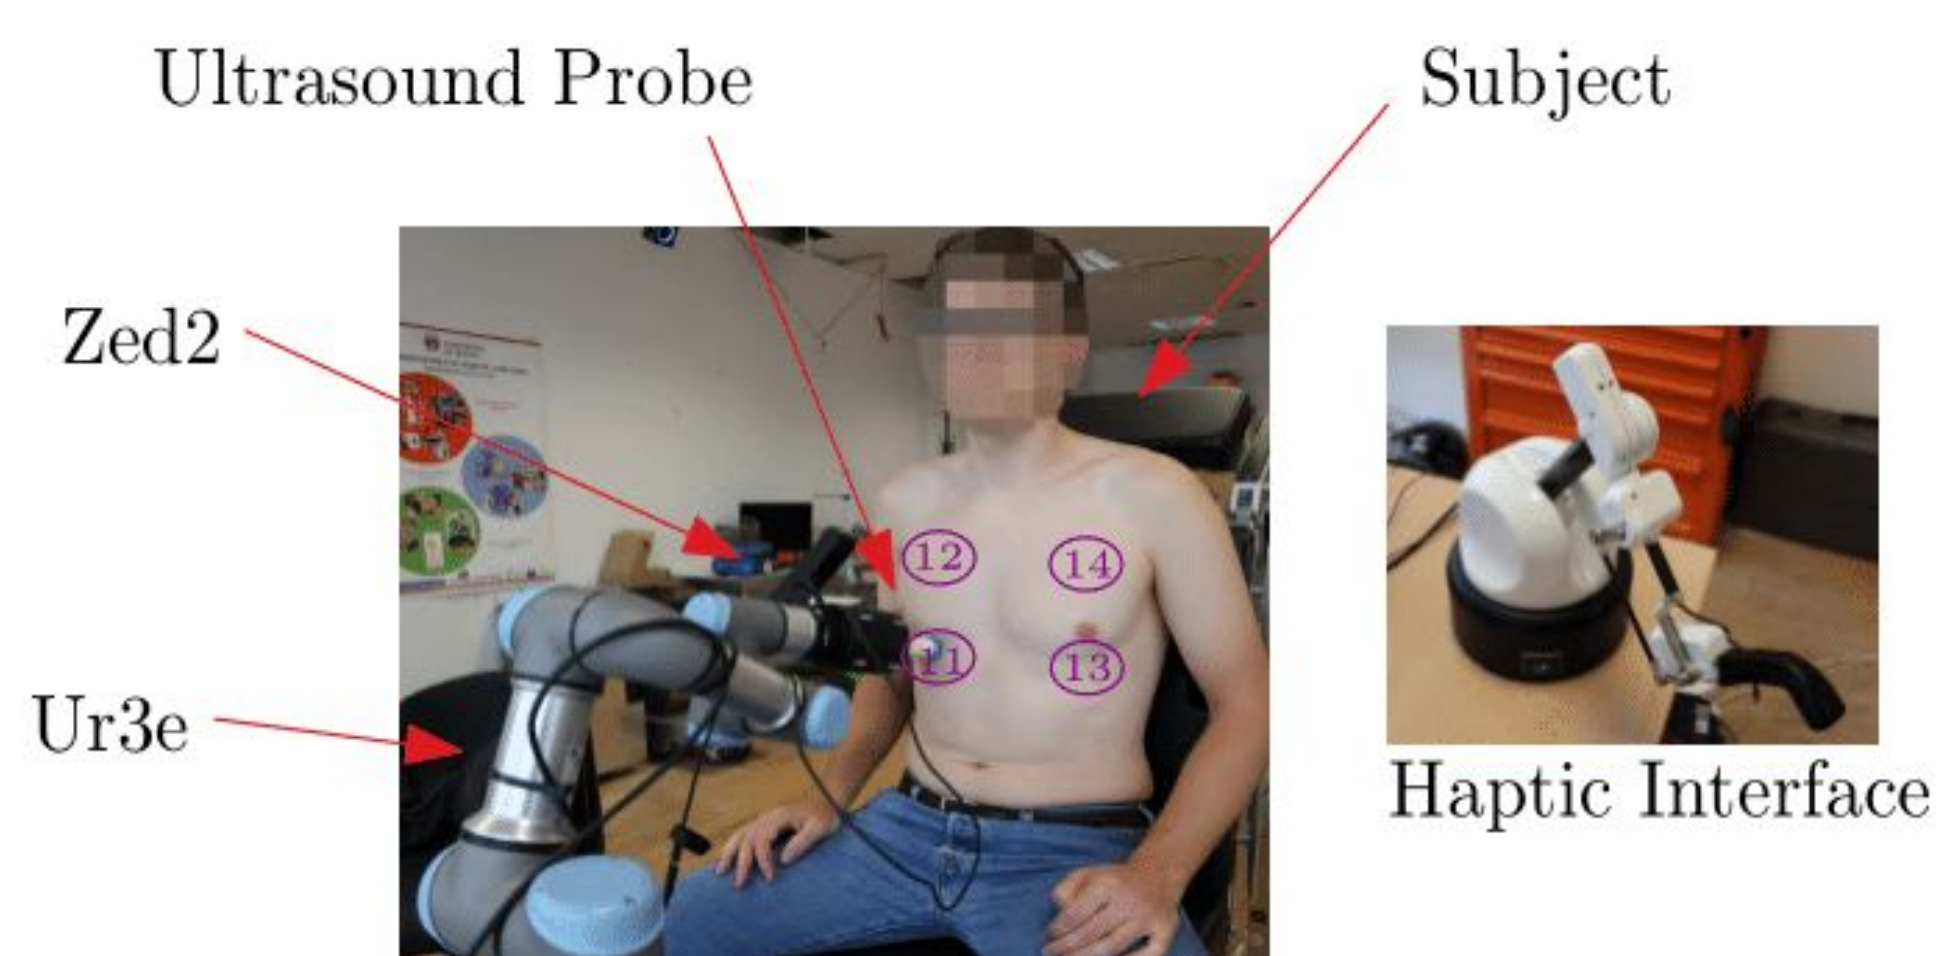 Ultrasound Probe
Subject
Zed2
12
14
11
13
Ur3e
Haptic Interface